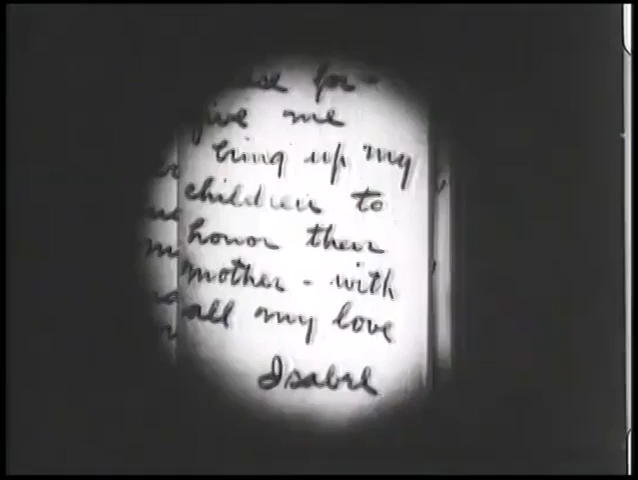 for-
give me
bring up my
children to
honor their
mother - with
all my love
Isabel